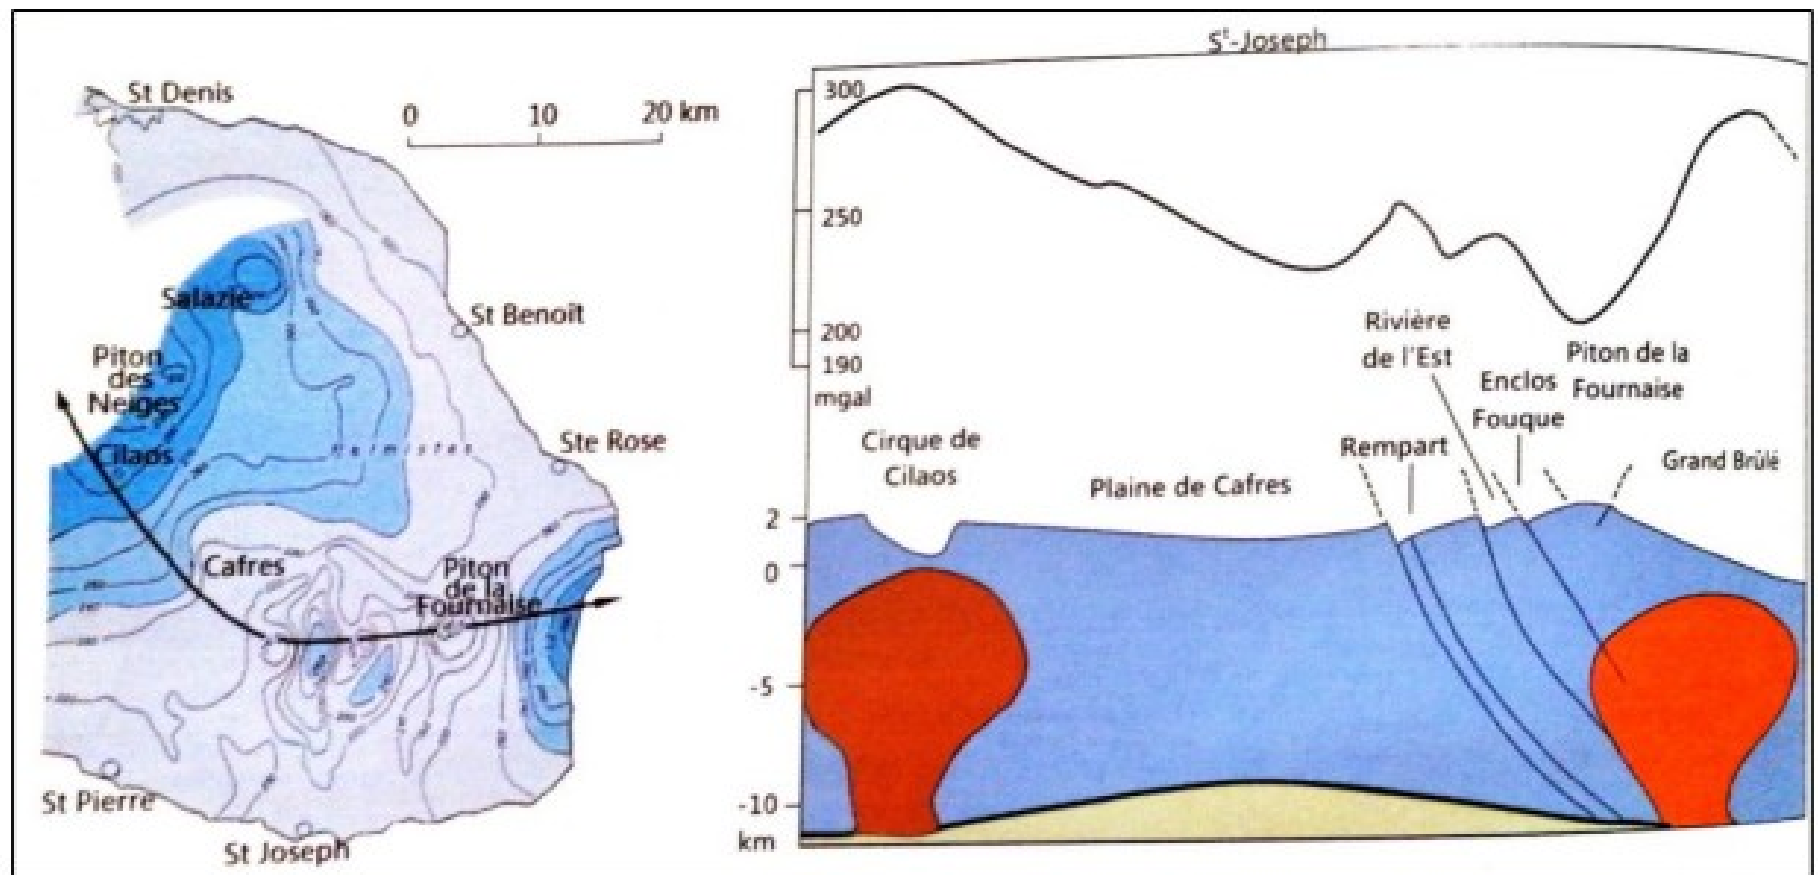 St Denis
0 10 20 km
Salazie
St Benoît
Piton
des
Neiges
Cilaos
Ste Rose
Cafres
Piton
de la
Fournaise
St Pierre
St Joseph
St-Joseph
300
250
200
190
mgal
Rivière
de l'Est
Piton de la
Fournaise
Enclos
Fouque
Rempart
Grand Brûlé
Cirque de
Cilaos
Plaine de Cafres
2
0
-5
-10
km